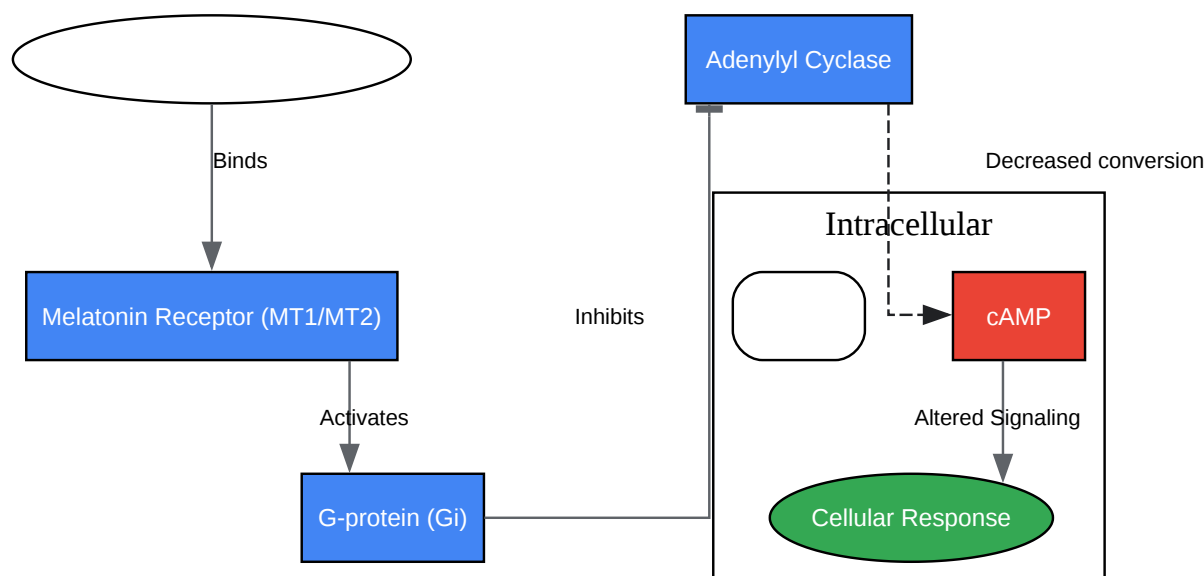 Adenylyl Cyclase
Binds
Decreased conversion
Intracellular
Melatonin Receptor (MT1/MT2)
Inhibits
cAMP
Activates
Altered Signaling
G-protein (Gi)
Cellular Response